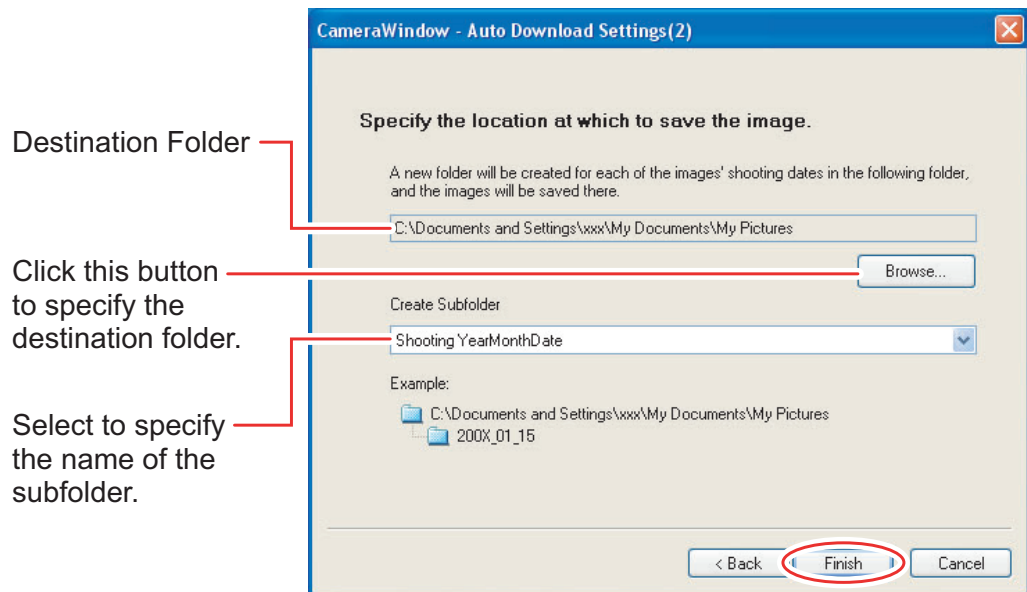 CameraWindow - Auto Download Settings(2)
Specify the location at which to save the image.
Destination Folder
A new folder will be created for each of the images' shooting dates in the following folder,
and the images will be saved there.
C:\Documents and Settings\xxx\My Documents\My Pictures
Click this button
to specify the
destination folder.
Browse...
Create Subfolder
Shooting YearMonthDate
Example:
C:\Documents and Settings\xxx\My Documents\My Pictures
200X_01_15
Select to specify
the name of the
subfolder.
< Back
Finish
Cancel